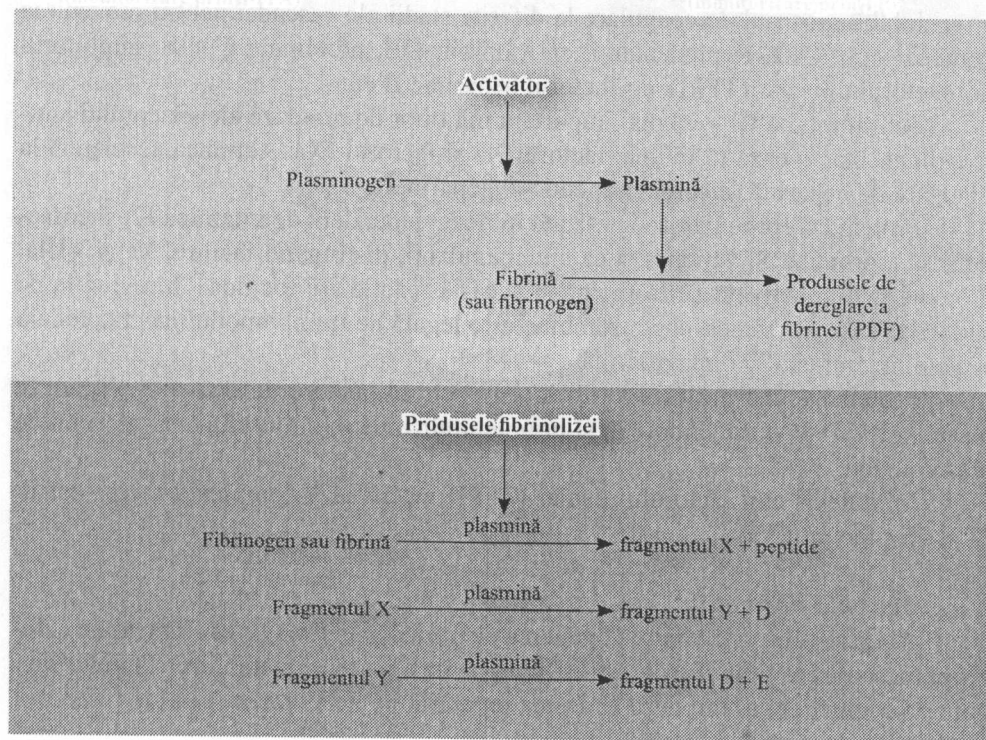 Activator
Plasminogen Plasmină
Fibrină
(sau fibrinogen)
Produsele de
dereglare a
fibrinei (PDF)
Produsele fibrinolizei
plasmină
Fibrinogen sau fibrină fragmentul X + peptide
plasmină
Fragmentul X fragmentul Y + D
plasmină
Fragmentul Y fragmentul D + E